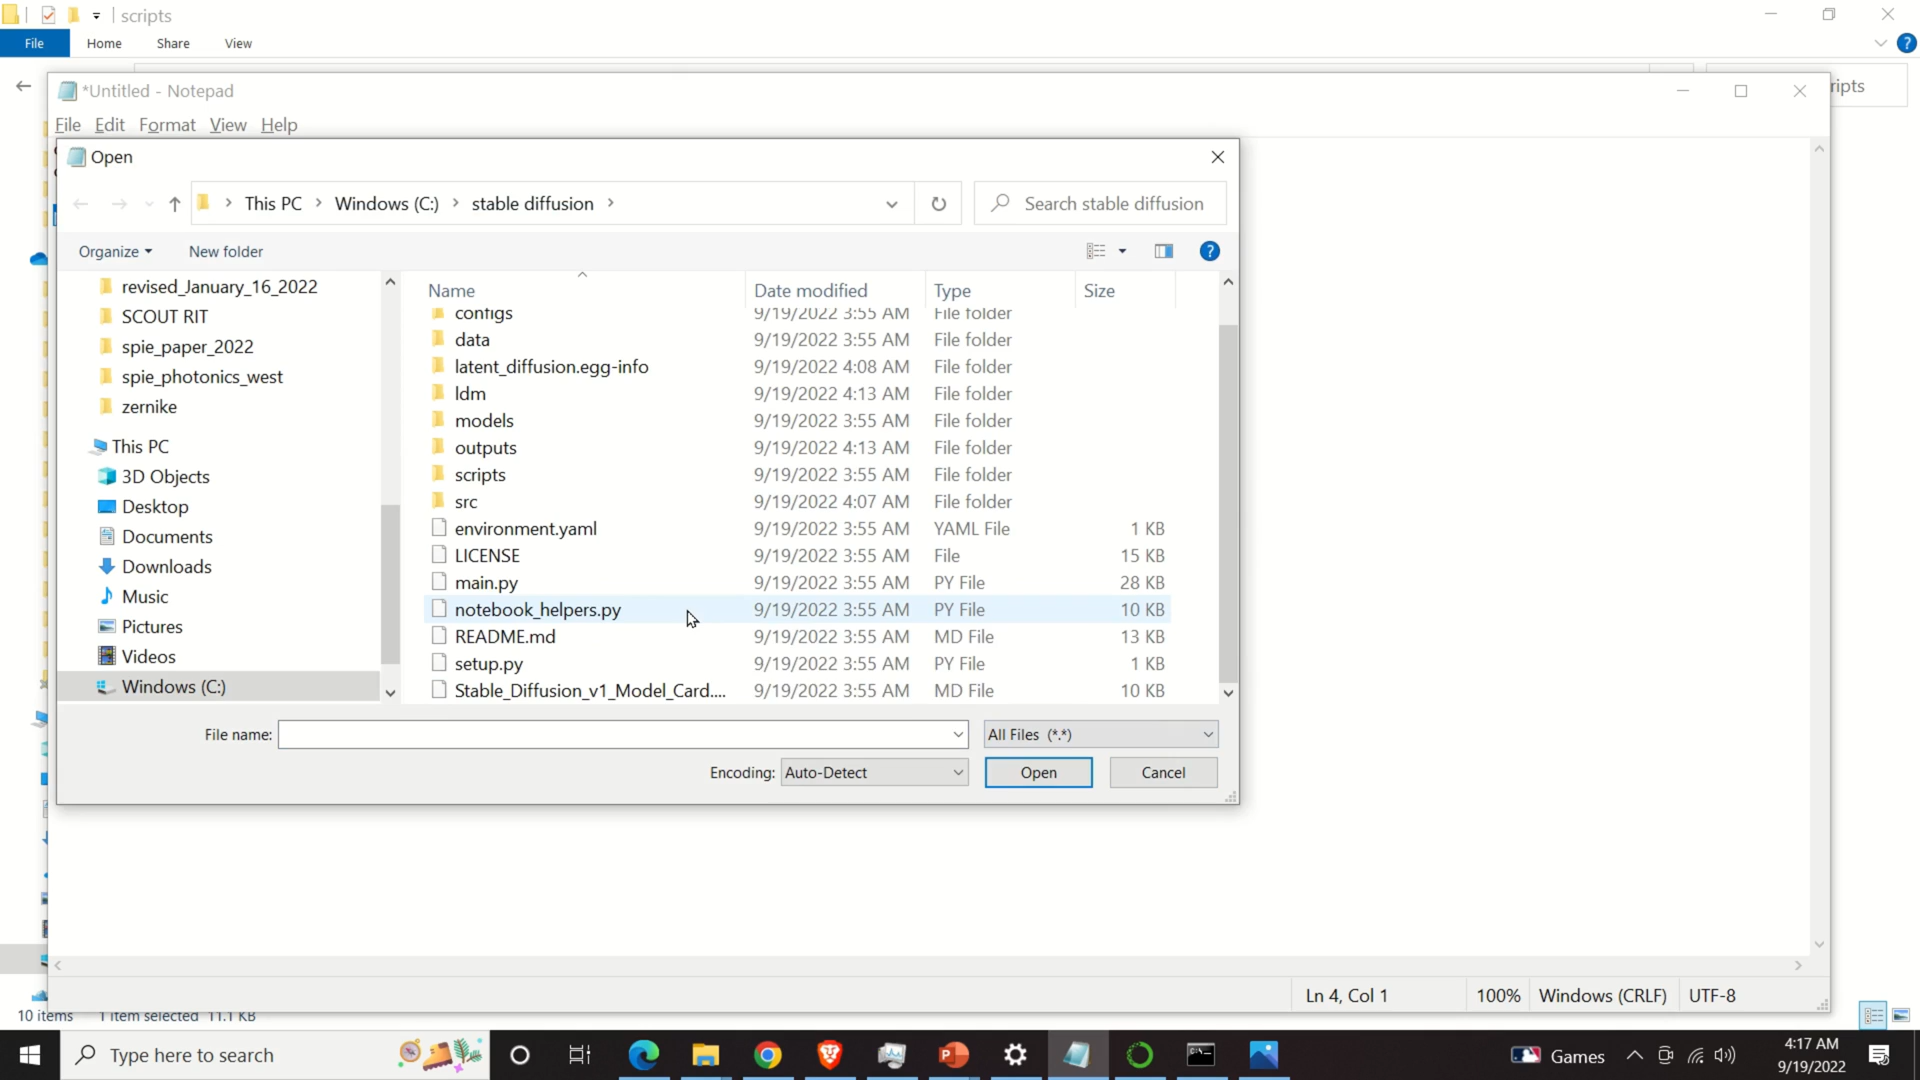 scripts
File Home Share View
ripts
*Untitled - Notepad
File Edit Format View Help
Open
This PC > Windows (C:) > stable diffusion >
Search stable diffusion
Organize New folder
Name Date modified Type Size
revised_January_16_2022
SCOUT RIT
spie_paper_2022
spie_photonics_west
zernike
This PC
3D Objects
Desktop
Documents
Downloads
Music
Pictures
Videos
Windows (C:)
configs 9/19/2022 3:55 AM File folder
data 9/19/2022 3:55 AM File folder
latent_diffusion.egg-info 9/19/2022 4:08 AM File folder
ldm 9/19/2022 4:13 AM File folder
models 9/19/2022 3:55 AM File folder
outputs 9/19/2022 4:13 AM File folder
scripts 9/19/2022 3:55 AM File folder
src 9/19/2022 4:07 AM File folder
environment.yaml 9/19/2022 3:55 AM YAML File 1 KB
LICENSE 9/19/2022 3:55 AM File 15 KB
main.py 9/19/2022 3:55 AM PY File 28 KB
notebook_helpers.py 9/19/2022 3:55 AM PY File 10 KB
README.md 9/19/2022 3:55 AM MD File 13 KB
setup.py 9/19/2022 3:55 AM PY File 1 KB
Stable_Diffusion_v1_Model_Card.... 9/19/2022 3:55 AM MD File 10 KB
File name: All Files (*.*)
Encoding: Auto-Detect Open Cancel
Ln 4, Col 1 100% Windows (CRLF) UTF-8
10 items 1 item selected 11.1 KB
Type here to search
Games
4:17 AM
9/19/2022